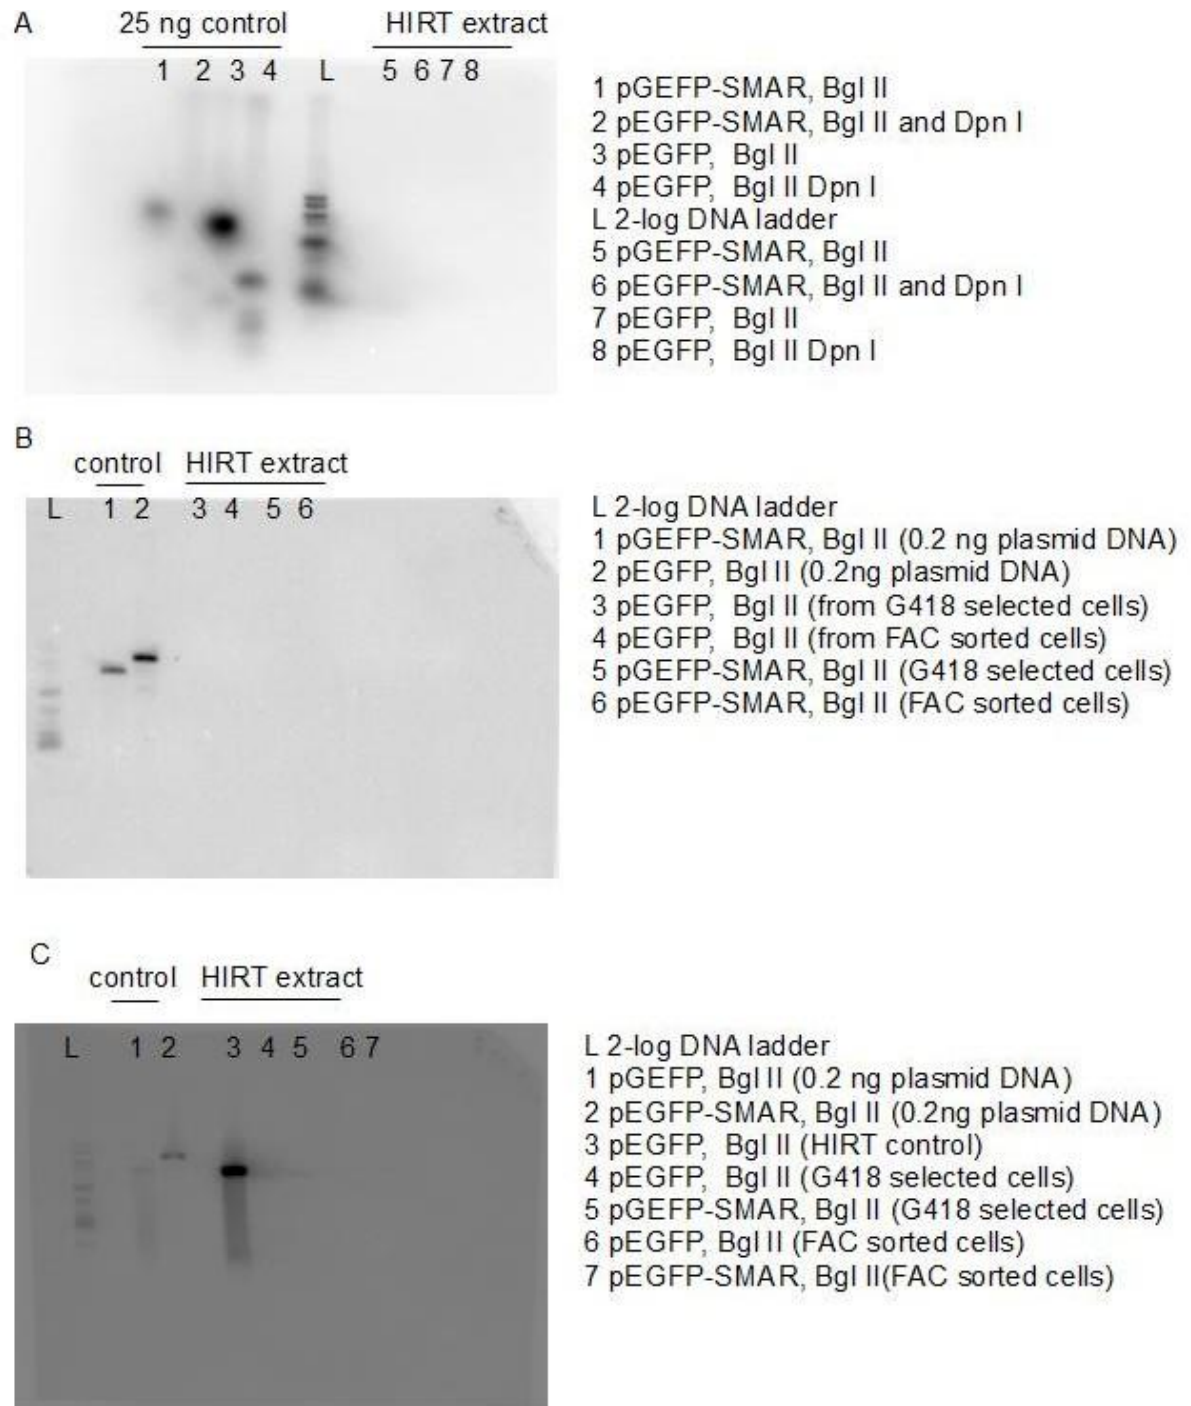 A
25 ng control HIRT extract
1 2 3 4 L 5 6 7 8
1 pGEFP-SMAR, Bgl II
2 pEGFP-SMAR, Bgl II and Dpn I
3 pEGFP, Bgl II
4 pEGFP, Bgl II Dpn I
L 2-log DNA ladder
5 pGEFP-SMAR, Bgl II
6 pEGFP-SMAR, Bgl II and Dpn I
7 pEGFP, Bgl II
8 pEGFP, Bgl II Dpn I
B
control HIRT extract
L 1 2 3 4 5 6
L 2-log DNA ladder
1 pGEFP-SMAR, Bgl II (0.2 ng plasmid DNA)
2 pEGFP, Bgl II (0.2ng plasmid DNA)
3 pEGFP, Bgl II (from G418 selected cells)
4 pEGFP, Bgl II (from FAC sorted cells)
5 pGEFP-SMAR, Bgl II (G418 selected cells)
6 pEGFP-SMAR, Bgl II (FAC sorted cells)
C
control HIRT extract
L 1 2 3 4 5 6 7
L 2-log DNA ladder
1 pGEFP, Bgl II (0.2 ng plasmid DNA)
2 pEGFP-SMAR, Bgl II (0.2ng plasmid DNA)
3 pEGFP, Bgl II (HIRT control)
4 pEGFP, Bgl II (G418 selected cells)
5 pGEFP-SMAR, Bgl II (G418 selected cells)
6 pEGFP, Bgl II (FAC sorted cells)
7 pEGFP-SMAR, Bgl II(FAC sorted cells)